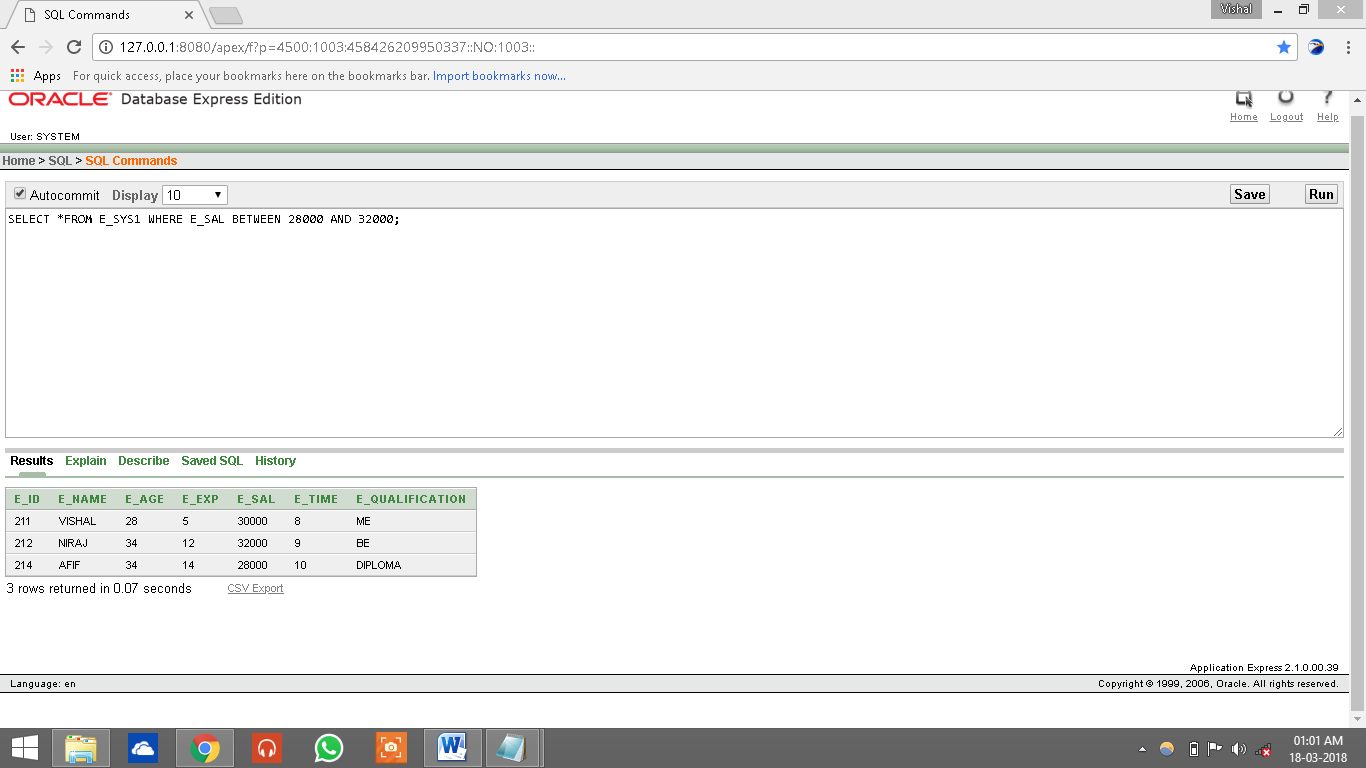 SQL Commands
Vishal
127.0.0.1:8080/apex/f?p=4500:1003:458426209950337::NO:1003::
Apps For quick access, place your bookmarks here on the bookmarks bar. Import bookmarks now...
ORACLE Database Express Edition
Home Logout Help
User: SYSTEM
Home > SQL > SQL Commands
Autocommit Display 10 Save Run
SELECT *FROM E_SYS1 WHERE E_SAL BETWEEN 28000 AND 32000;
Results Explain Describe Saved SQL History
E_ID E_NAME E_AGE E_EXP E_SAL E_TIME E_QUALIFICATION
211 VISHAL 28 5 30000 8 ME
212 NIRAJ 34 12 32000 9 BE
214 AFIF 34 14 28000 10 DIPLOMA
3 rows returned in 0.07 seconds CSV Export
Application Express 2.1.0.00.39
Language: en Copyright © 1999, 2006, Oracle. All rights reserved.
01:01 AM
18-03-2018